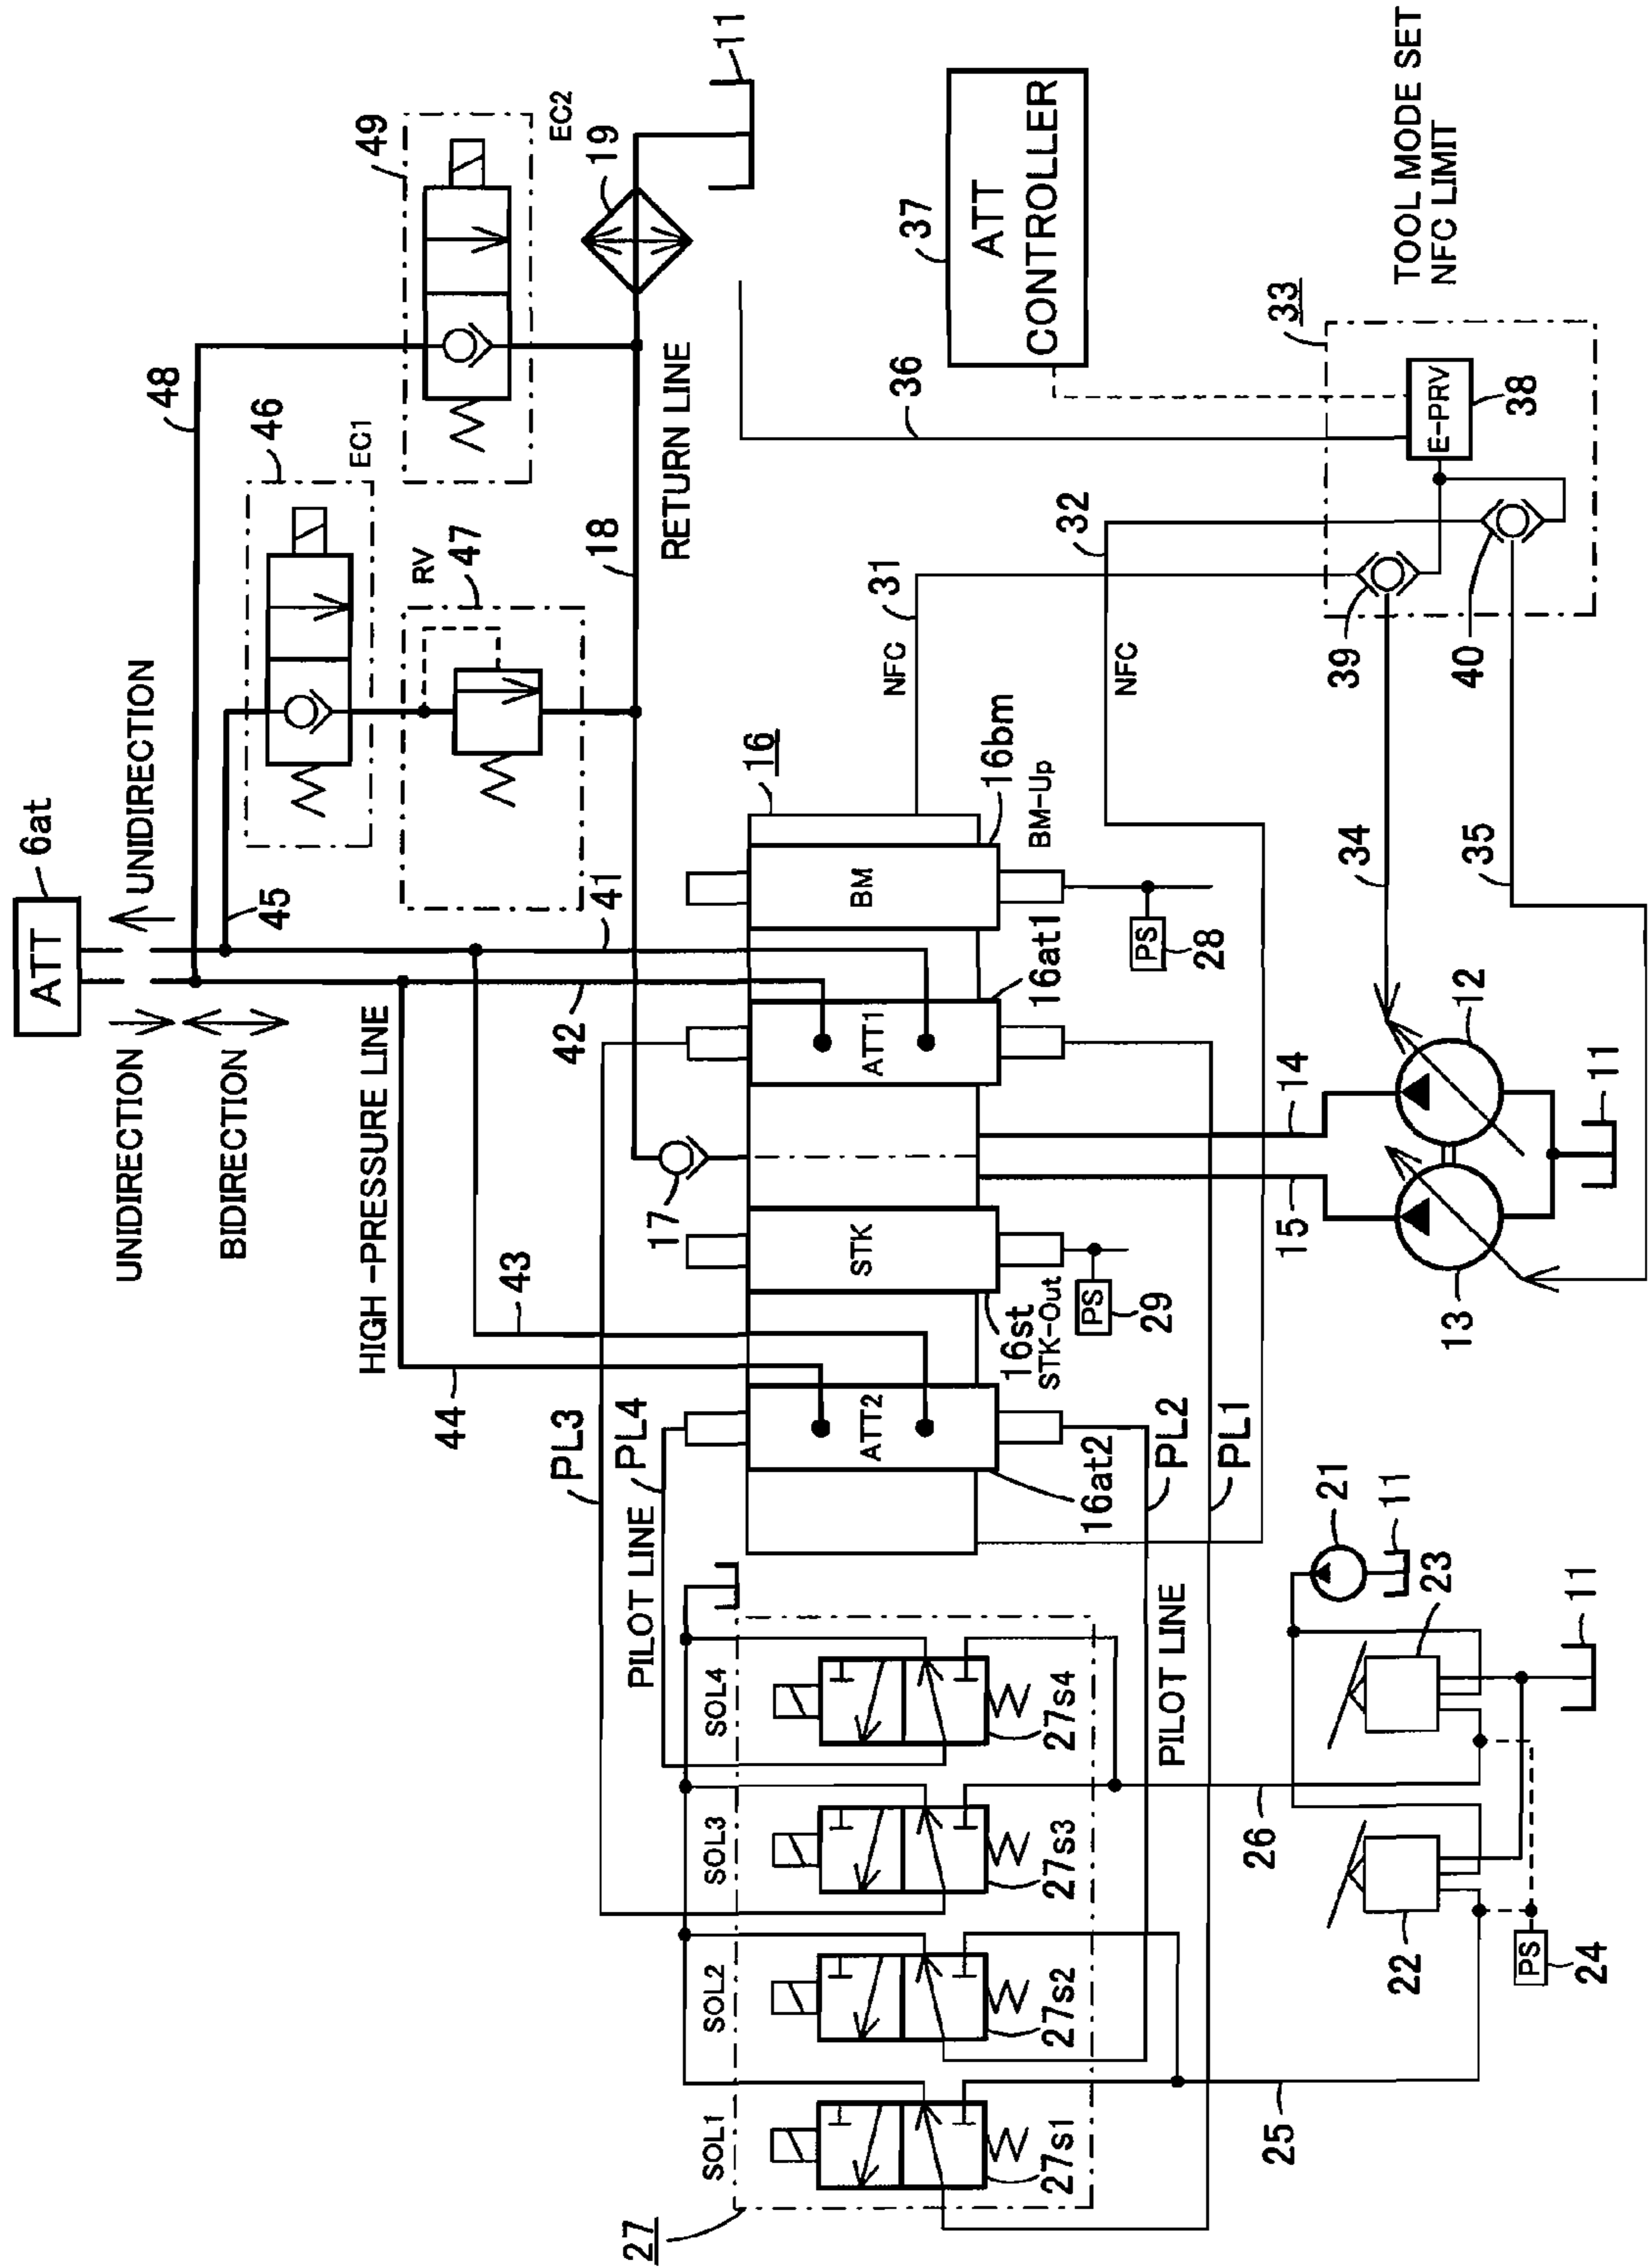 6at
ATT
UNIDIRECTION
UNIDIRECTION
BIDIRECTION
HIGH -PRESSURE LINE
48
49
EC2
46
EC1
45
RV
47
19
11
18
RETURN LINE
41
42
43
44
17
PL3
PL4
PILOT LINE
16
BM
16bm
BM-Up
PS
28
ATT1
16at1
STK
16st
STK-Out
PS
29
ATT2
16at2
NFC
31
NFC
32
36
37
ATT
CONTROLLER
TOOL MODE SET
NFC LIMIT
33
E-PRV
38
39
40
34
35
14
15
12
13
11
PL2
PL1
PILOT LINE
SOL1
SOL2
SOL3
SOL4
27s1
27s2
27s3
27s4
27
25
26
21
11
23
11
22
PS
24